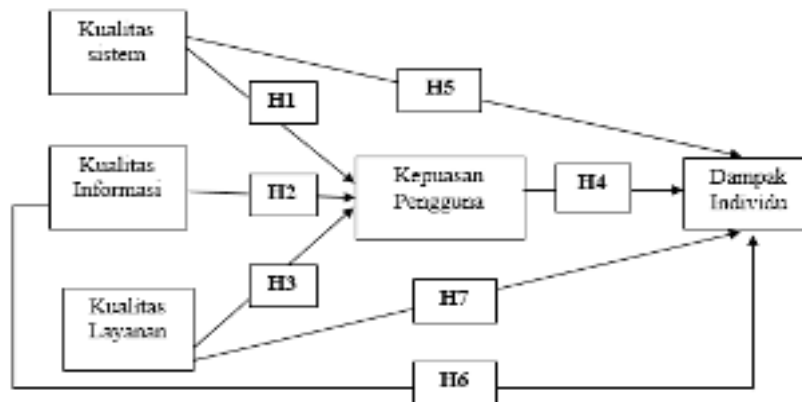 Kualitas
sistem
H1
H5
Kualitas
Informasi
H2
Kepuasan
Pengguna
H4
Dampak
Individu
H3
Kualitas
Layanan
H7
H6